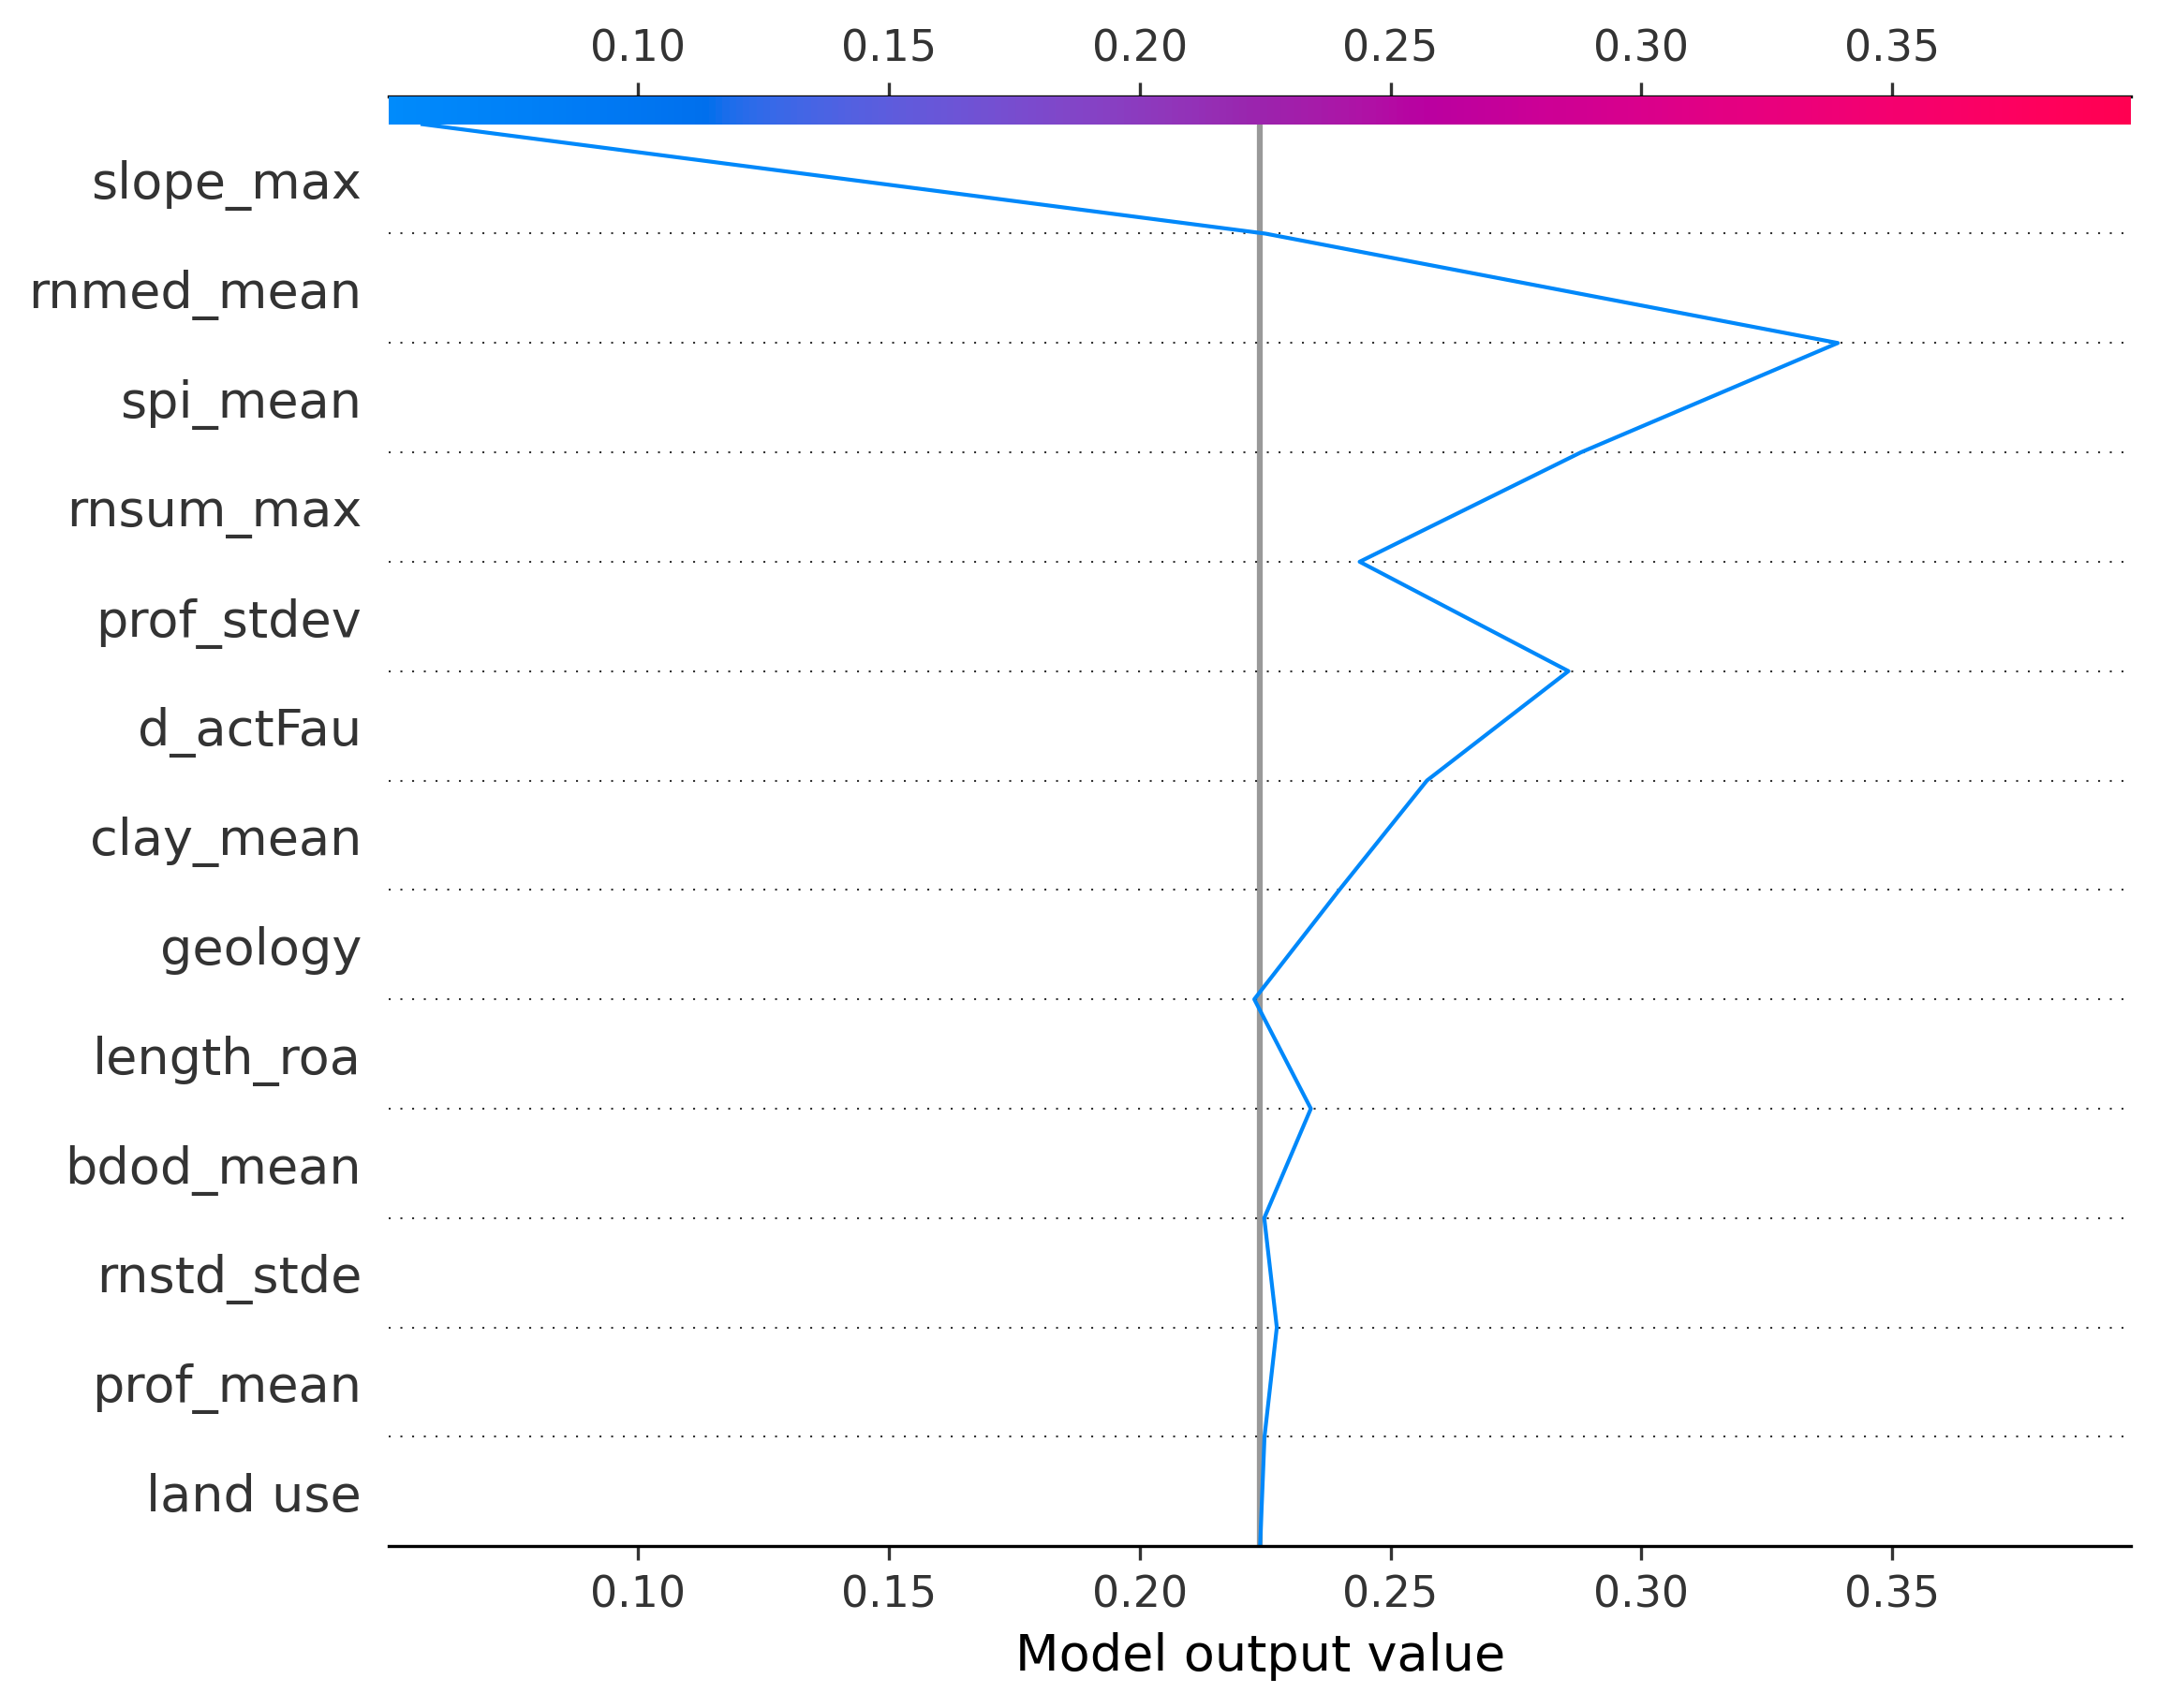 0.10 0.15 0.20 0.25 0.30 0.35
slope_max
rnmed_mean
spi_mean
rnsum_max
prof_stdev
d_actFau
clay_mean
geology
length_roa
bdod_mean
rnstd_stde
prof_mean
land use
0.10 0.15 0.20 0.25 0.30 0.35
Model output value